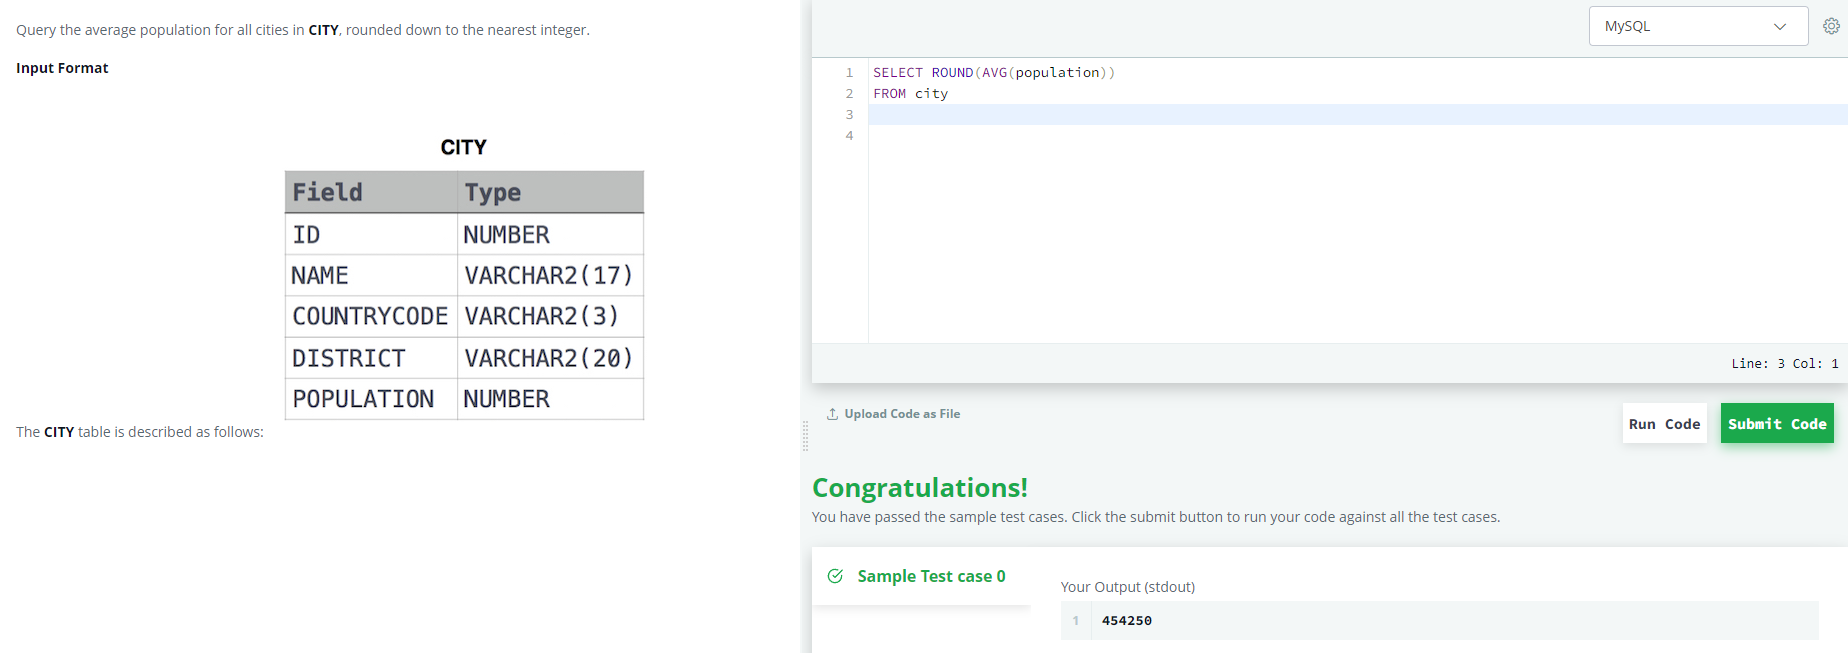 Query the average population for all cities in CITY, rounded down to the nearest integer.
Input Format
CITY
Field Type
ID NUMBER
NAME VARCHAR2(17)
COUNTRYCODE VARCHAR2(3)
DISTRICT VARCHAR2(20)
POPULATION NUMBER
The CITY table is described as follows:
MySQL
1 SELECT ROUND(AVG(population))
2 FROM city
3
4
Line: 3 Col: 1
Upload Code as File
Run Code
Submit Code
Congratulations!
You have passed the sample test cases. Click the submit button to run your code against all the test cases.
Sample Test case 0
Your Output (stdout)
1 454250